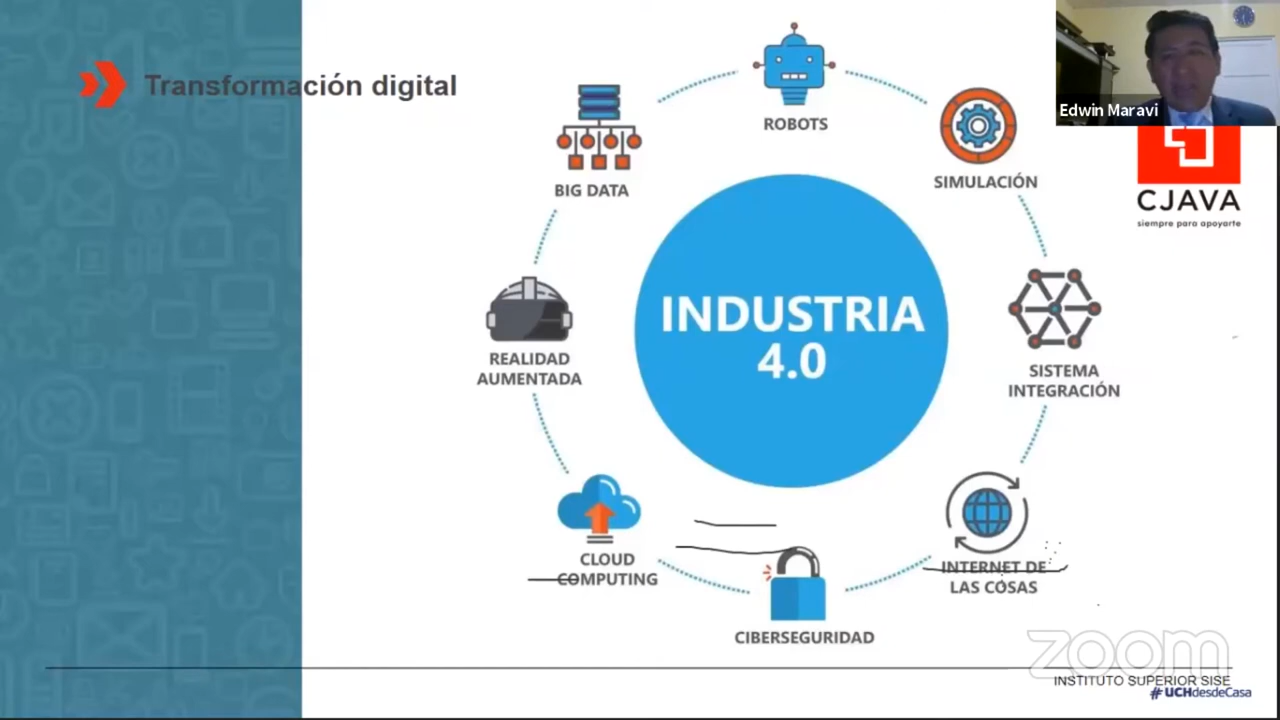 Transformación digital
Edwin Maravi
CJAVA
siempre para apoyarte
ROBOTS
SIMULACIÓN
BIG DATA
INDUSTRIA
4.0
SISTEMA
INTEGRACIÓN
REALIDAD
AUMENTADA
CLOUD
COMPUTING
INTERNET DE
LAS COSAS
CIBERSEGURIDAD
zoom
INSTITUTO SUPERIOR SISE
#UCHdesdeCasa